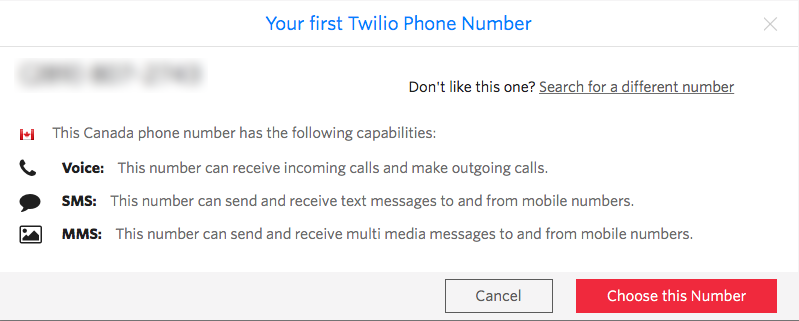 Your first Twilio Phone Number
Don't like this one? Search for a different number
This Canada phone number has the following capabilities:
Voice: This number can receive incoming calls and make outgoing calls.
SMS: This number can send and receive text messages to and from mobile numbers.
MMS: This number can send and receive multi media messages to and from mobile numbers.
Cancel Choose this Number